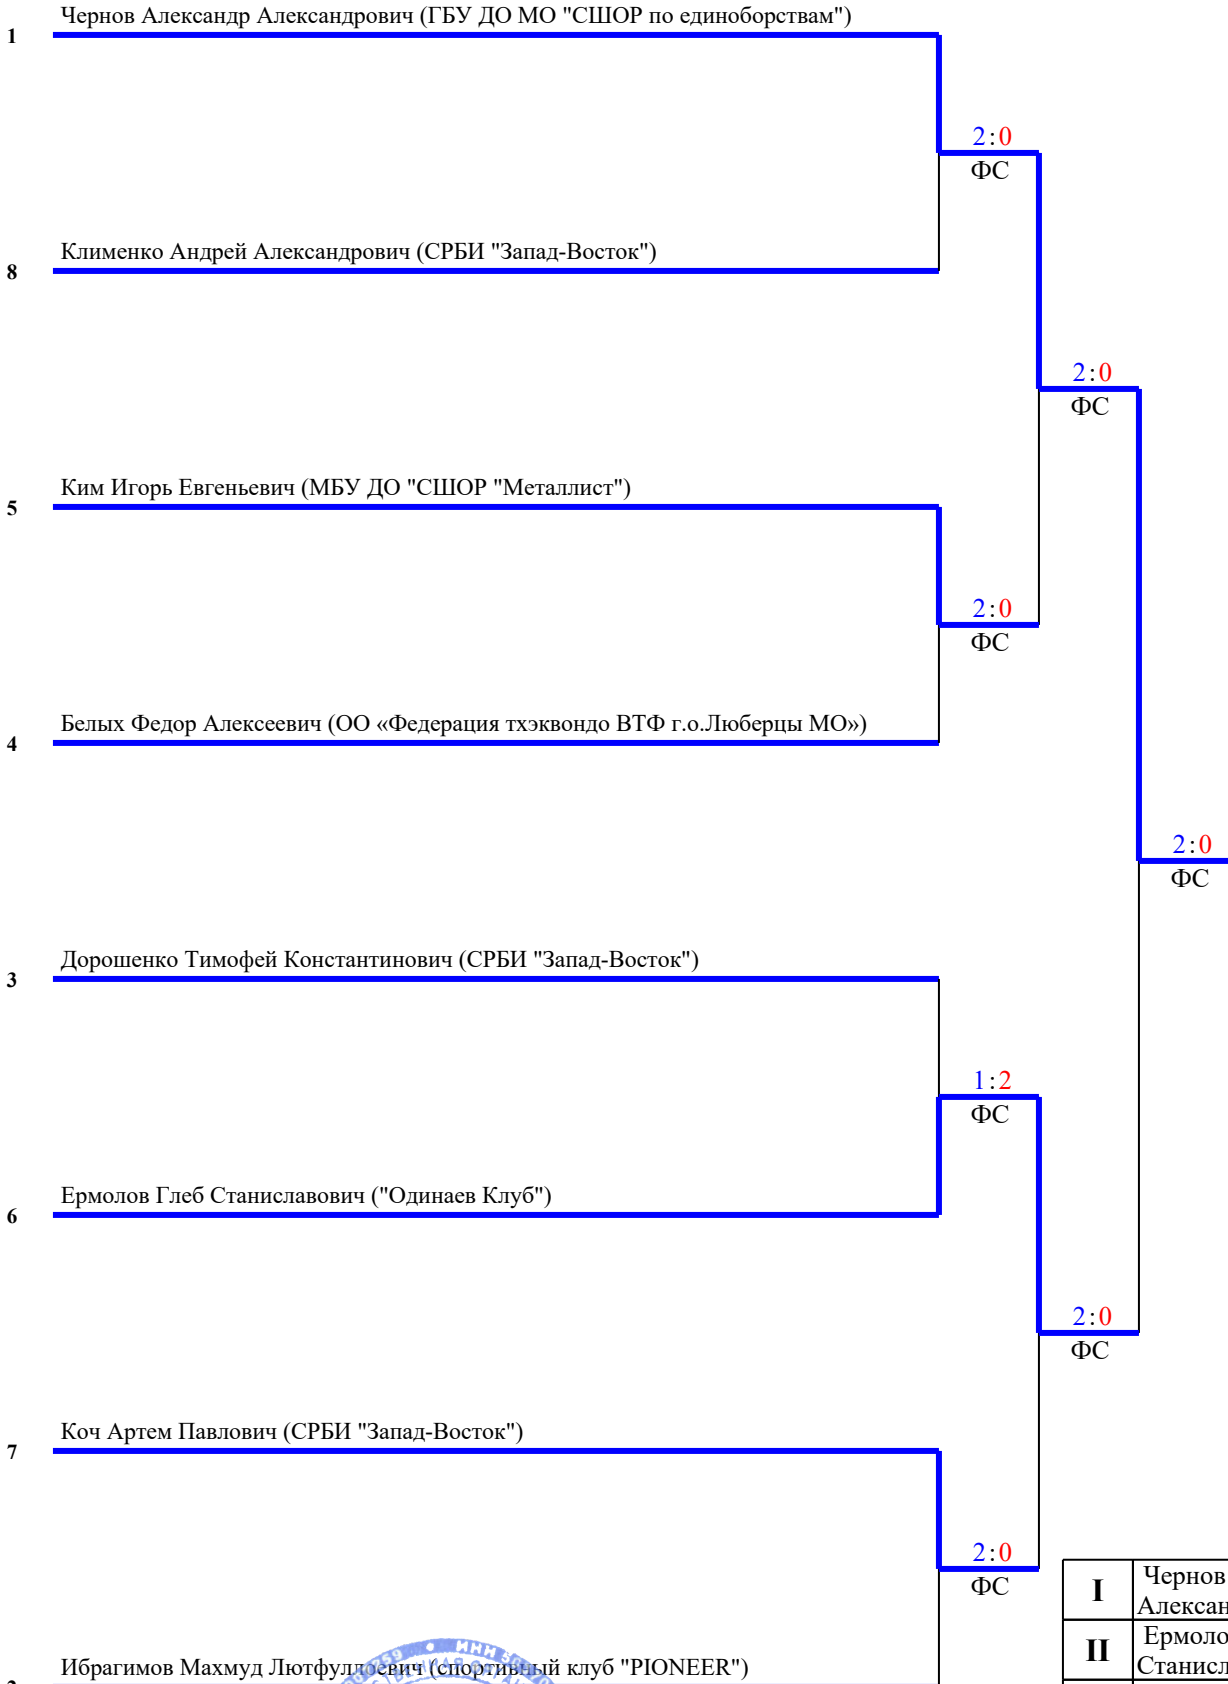 Чернов Александр Александрович (ГБУ ДО МО "СШОР по единоборствам")
1
2:0
ФС
Клименко Андрей Александрович (СРБИ "Запад-Восток")
8
2:0
ФС
Ким Игорь Евгеньевич (МБУ ДО "СШОР "Металлист")
5
2:0
ФС
Белых Федор Алексеевич (ОО «Федерация тхэквондо ВТФ г.о.Люберцы МО»)
4
2:0
ФС
Дорошенко Тимофей Константинович (СРБИ "Запад-Восток")
3
1:2
ФС
Ермолов Глеб Станиславович ("Одинаев Клуб")
6
2:0
ФС
Коч Артем Павлович (СРБИ "Запад-Восток")
7
2:0
ФС
I Чернов
Ибрагимов Махмуд Лютфуллоевич (спортивный клуб "PIONEER")
II